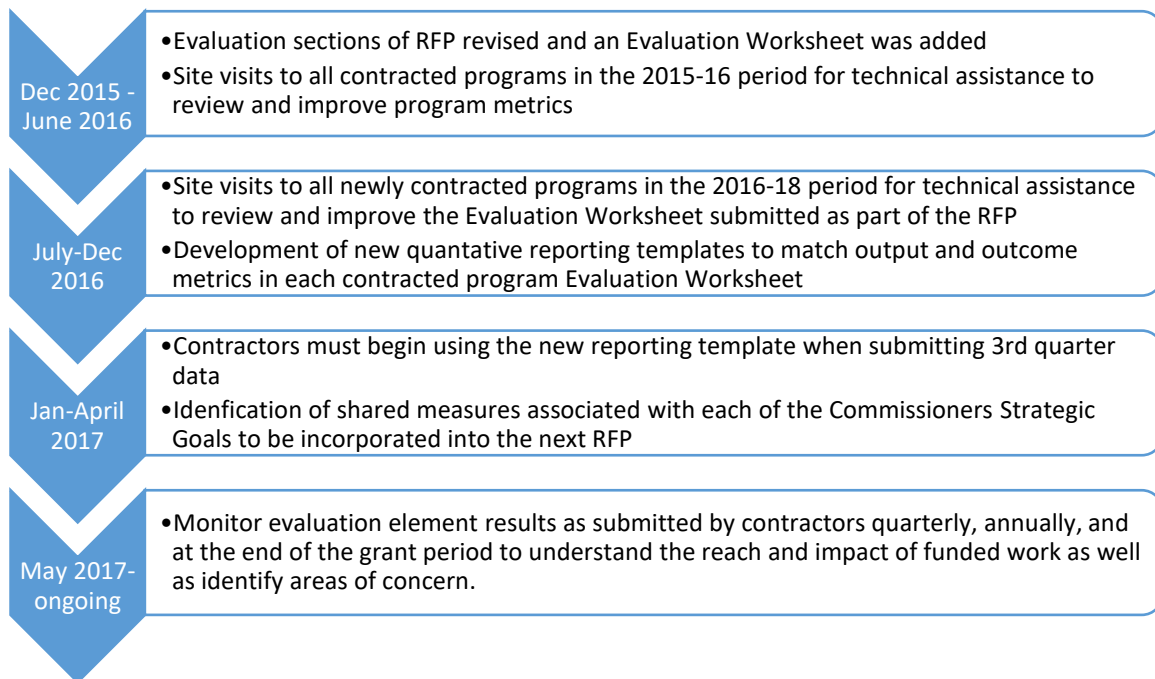 Dec 2015 -
June 2016
•Evaluation sections of RFP revised and an Evaluation Worksheet was added
•Site visits to all contracted programs in the 2015-16 period for technical assistance to
review and improve program metrics
July-Dec
2016
•Site visits to all newly contracted programs in the 2016-18 period for technical assistance
to review and improve the Evaluation Worksheet submitted as part of the RFP
•Development of new quantative reporting templates to match output and outcome
metrics in each contracted program Evaluation Worksheet
Jan-April
2017
•Contractors must begin using the new reporting template when submitting 3rd quarter
data
•Idenfication of shared measures associated with each of the Commissioners Strategic
Goals to be incorporated into the next RFP
May 2017-
ongoing
•Monitor evaluation element results as submitted by contractors quarterly, annually, and
at the end of the grant period to understand the reach and impact of funded work as well
as identify areas of concern.